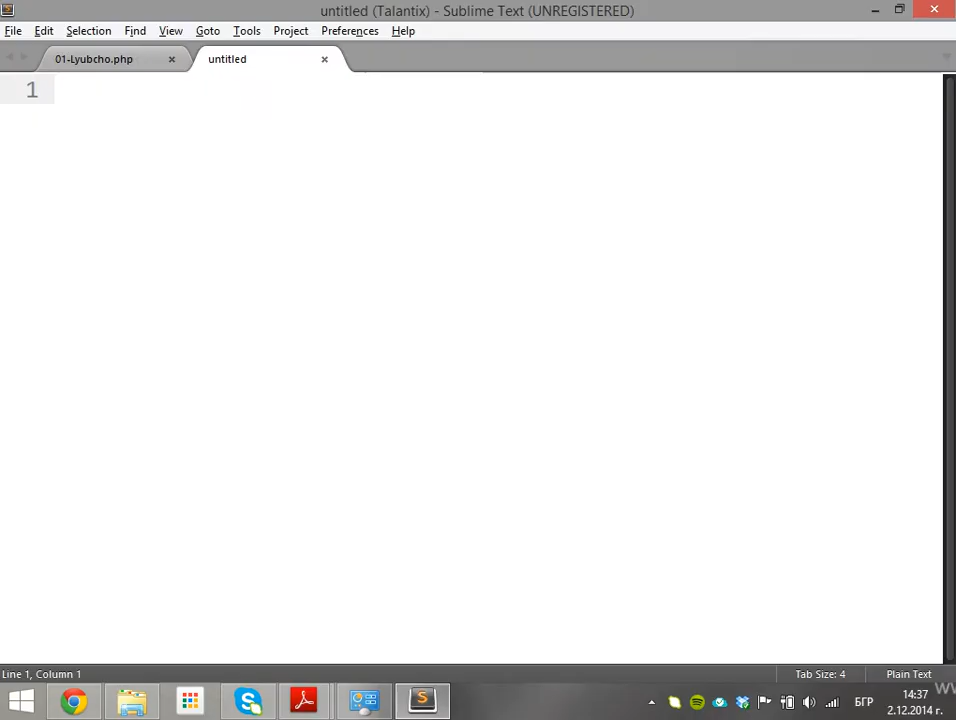 untitled (Talantix) - Sublime Text (UNREGISTERED)
File Edit Selection Find View Goto Tools Project Preferences Help
01-Lyubcho.php untitled
1
Line 1, Column 1 Tab Size: 4 Plain Text
БГР 14:37
2.12.2014 г.